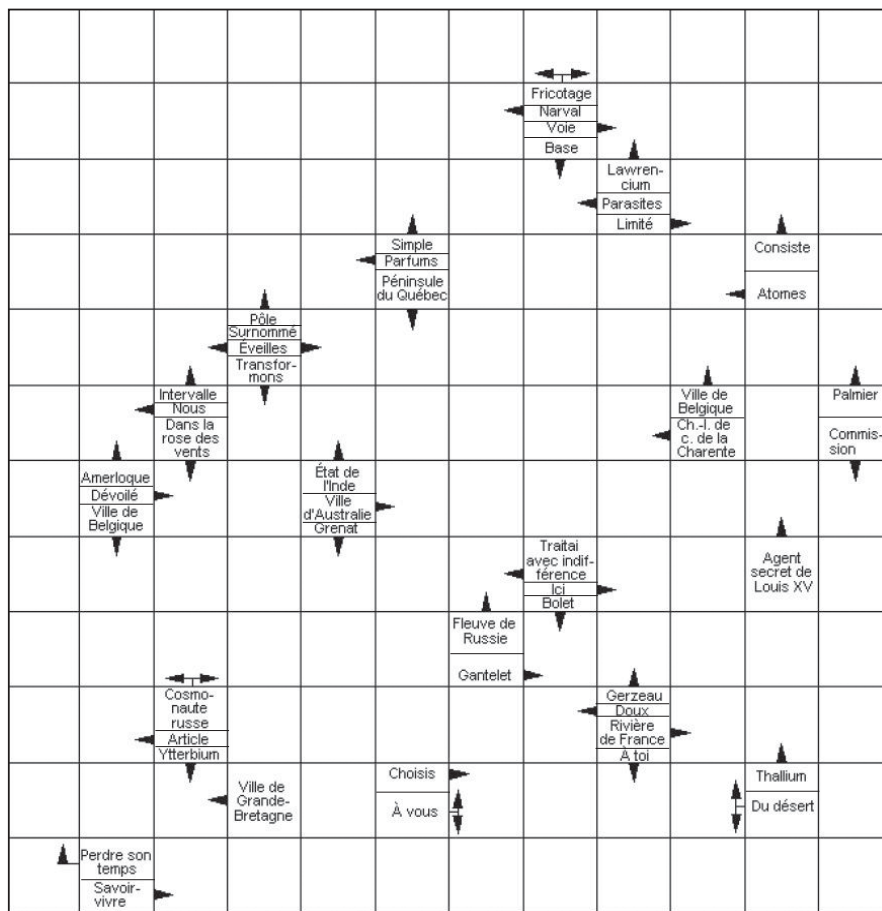 Fricotage
Narval
Voie
Base
Lawren-
cium
Parasites
Limité
Simple
Parfums
Péninsule
du Québec
Consiste
Atomes
Pôle
Surnommé
Éveilles
Transfor-
mons
Intervalle
Nous
Dans la
rose des
vents
Ville de
Belgique
Ch.-l. de
c. de la
Charente
Palmier
Commis-
sion
Amerloque
Dévoilé
Ville de
Belgique
État de
l'Inde
Ville
d'Australie
Grenat
Traitai
avec indif-
férence
Ici
Bolet
Agent
secret de
Louis XV
Fleuve de
Russie
Gantelet
Cosmo-
naute
russe
Article
Ytterbium
Gerzeau
Doux
Rivière
de France
À toi
Ville de
Grande-
Bretagne
Choisis
À vous
Thallium
Du désert
Perdre son
temps
Savoir-
vivre